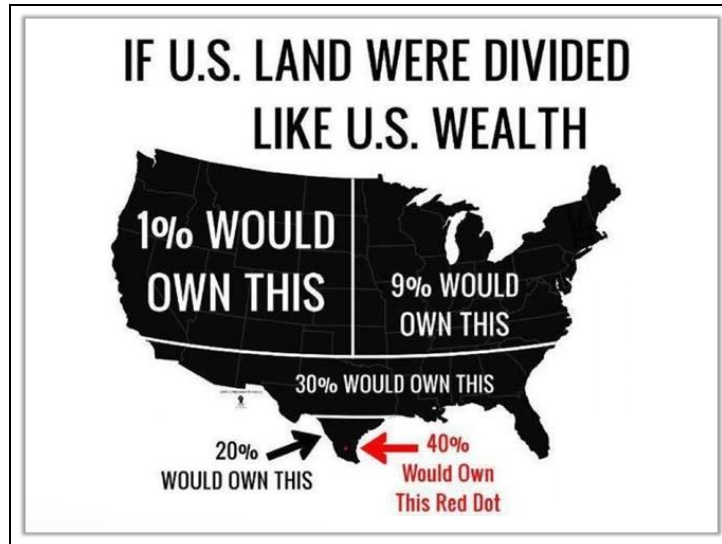 IF U.S. LAND WERE DIVIDED
LIKE U.S. WEALTH
1% WOULD
OWN THIS
9% WOULD
OWN THIS
30% WOULD OWN THIS
20%
WOULD OWN THIS
40%
Would Own
This Red Dot